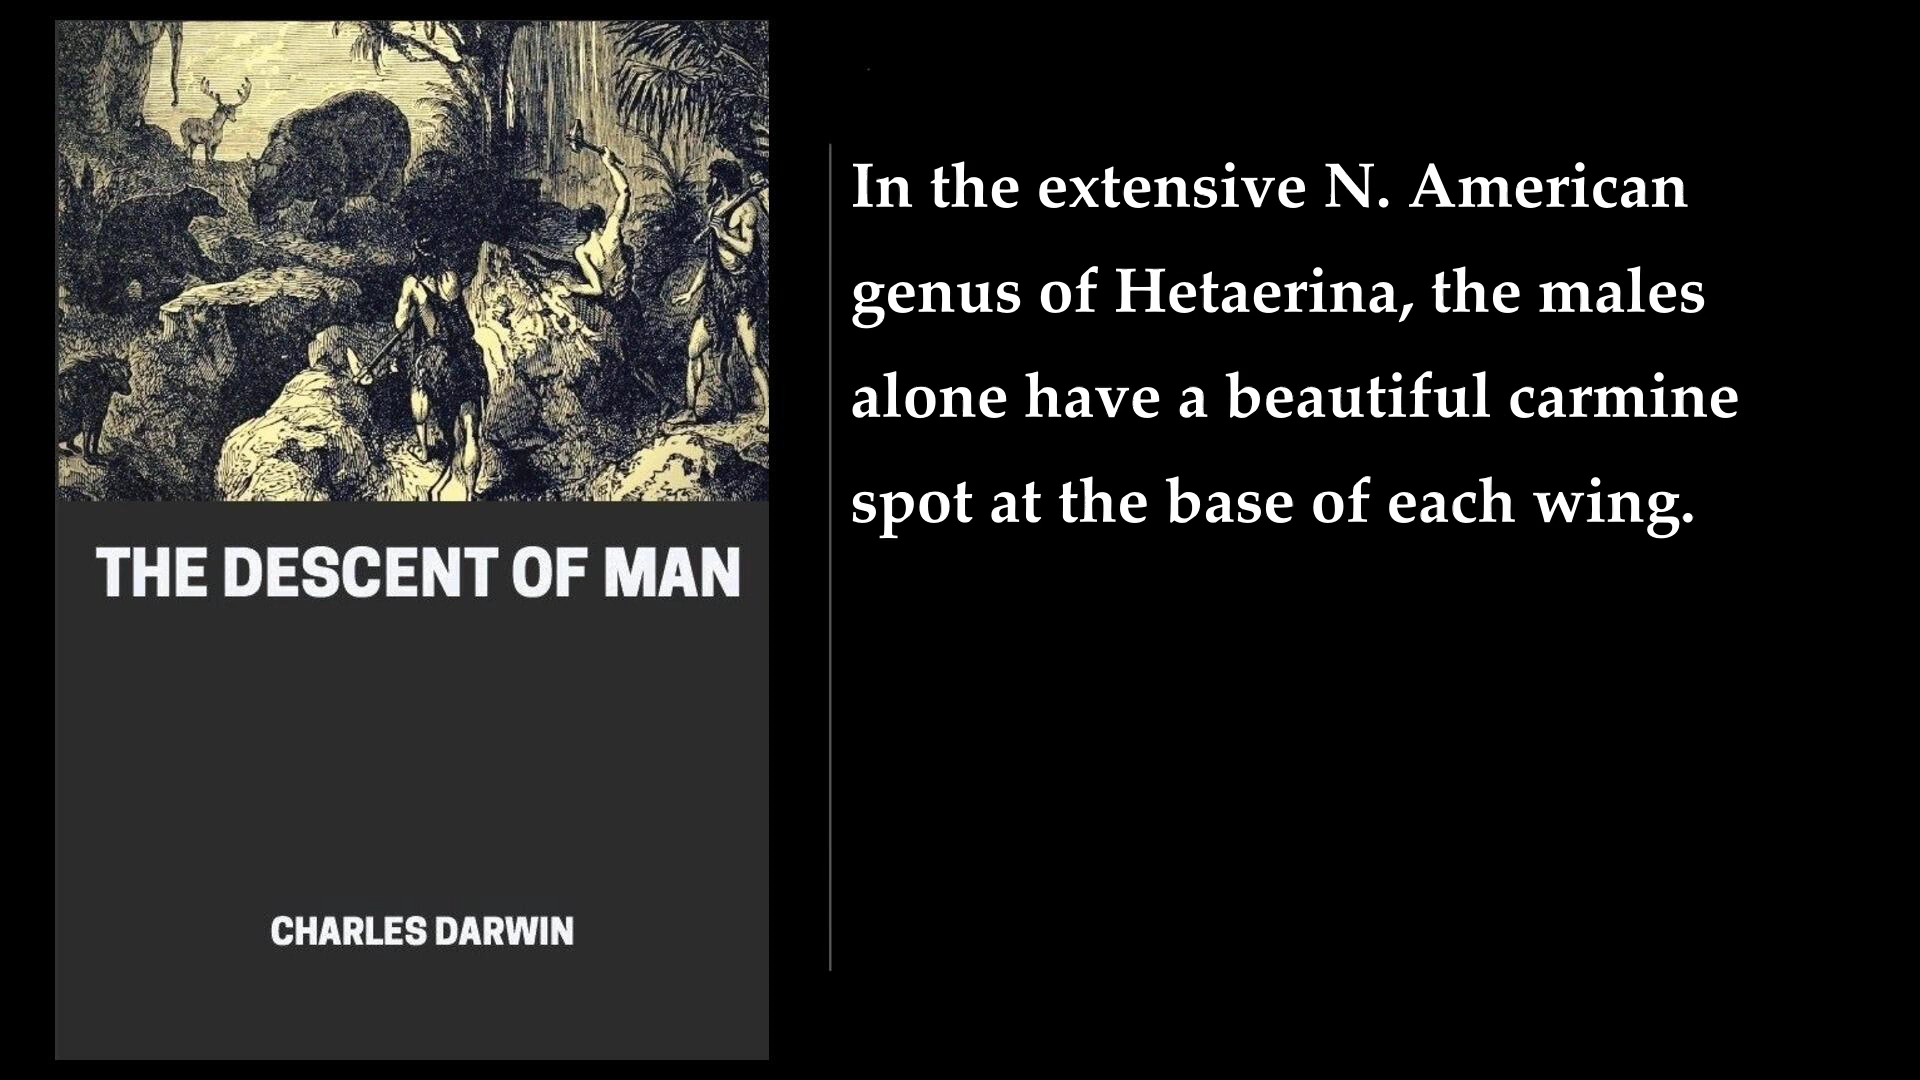 THE DESCENT OF MAN
CHARLES DARWIN
In the extensive N. American
genus of Hetaerina, the males
alone have a beautiful carmine
spot at the base of each wing.